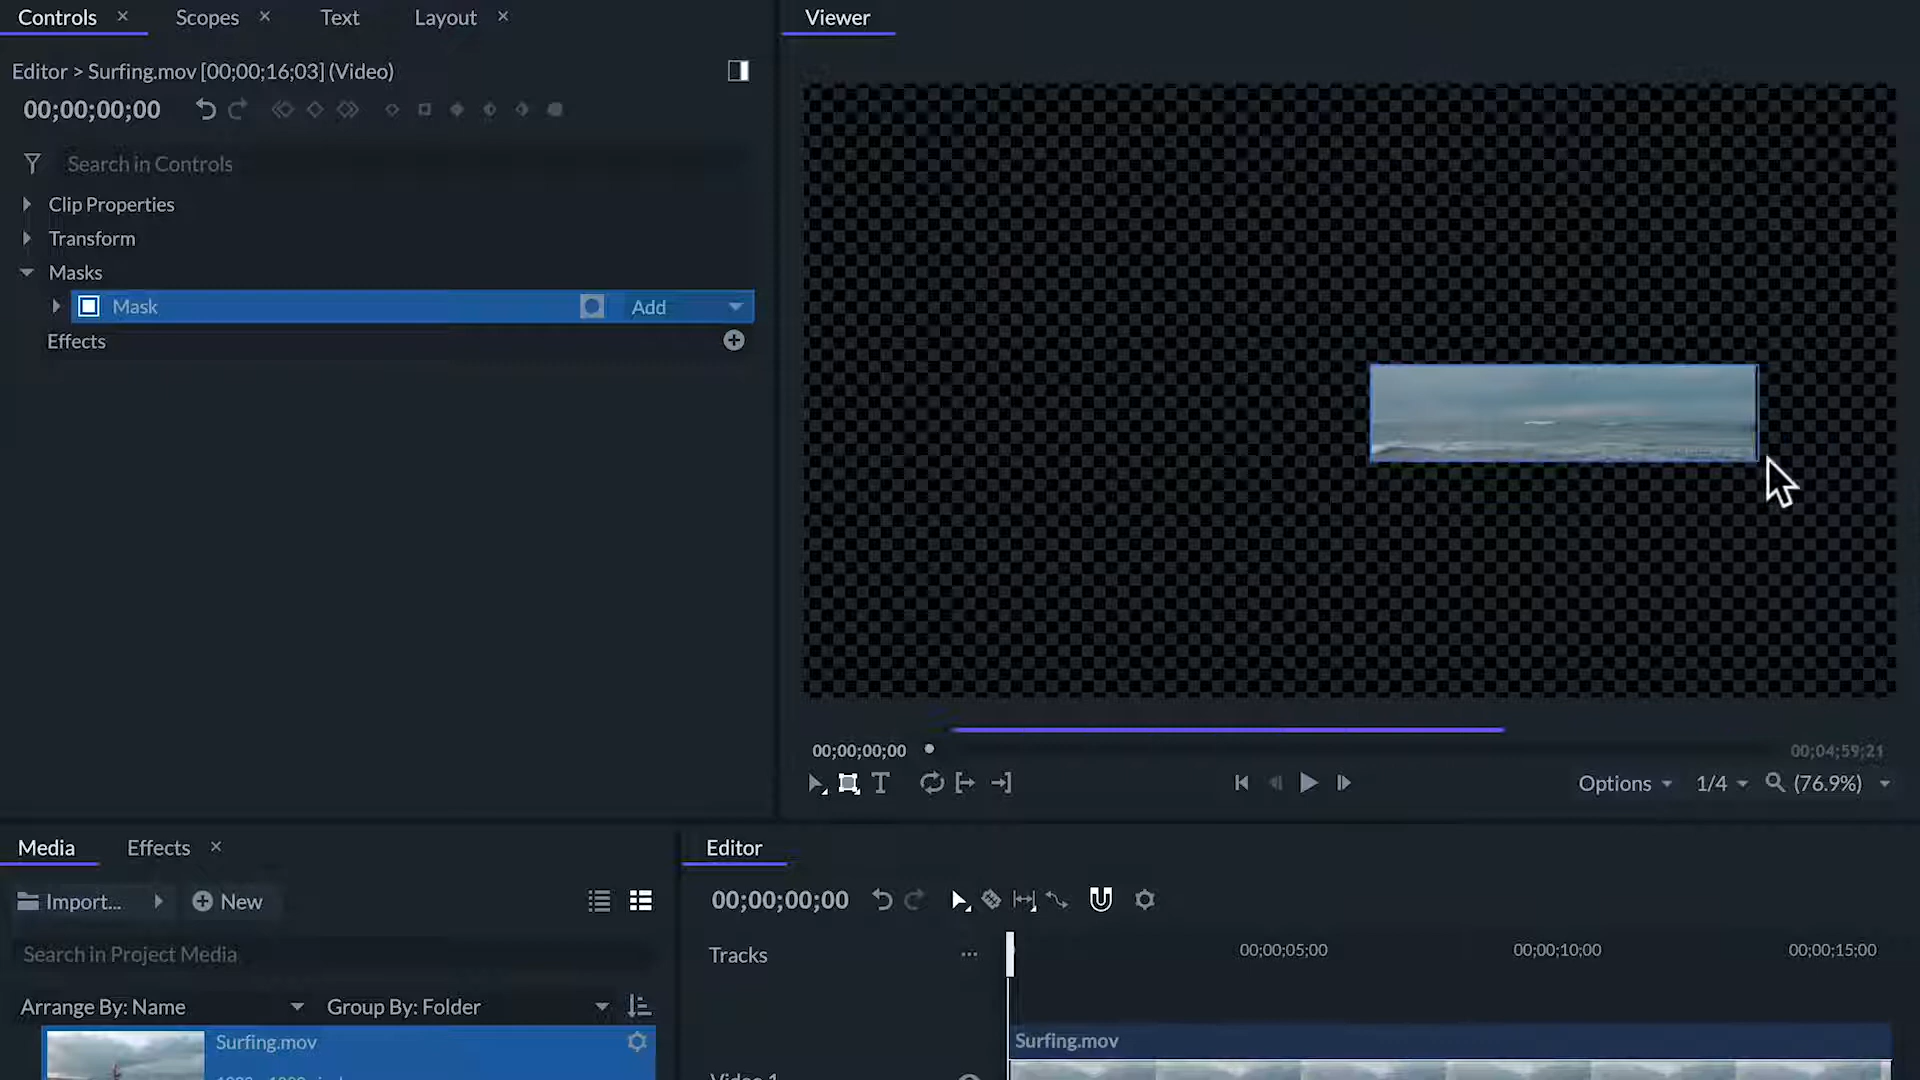 Controls
Scopes
Text
Layout
Viewer
Editor > Surfing.mov [00;00;16;03] (Video)
00;00;00;00
Search in Controls
Clip Properties
Transform
Masks
Mask
Add
Effects
00;00;00;00
00;04;59;21
T
Options
1/4
(76.9%)
Media
Effects
Editor
Import...
New
00;00;00;00
Search in Project Media
Tracks
00;00;05;00
00;00;10;00
00;00;15;00
Arrange By: Name
Group By: Folder
Surfing.mov
Surfing.mov
Video 1